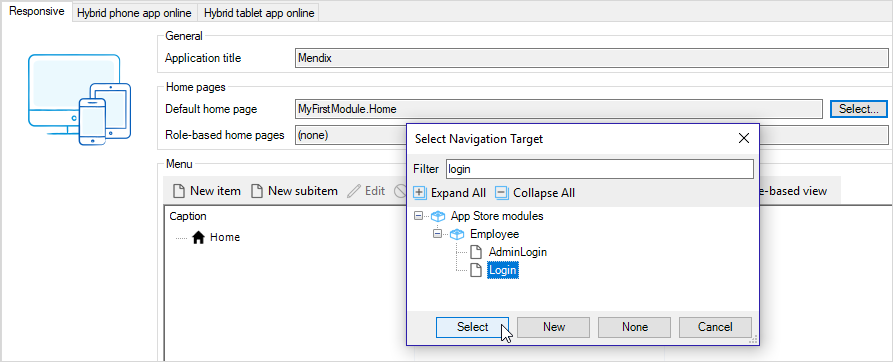 Responsive
Hybrid phone app online
Hybrid tablet app online
General
Application title
Mendix
Home pages
Default home page
MyFirstModule.Home
Select...
Role-based home pages
(none)
Select Navigation Target
Filter
login
Expand All
Collapse All
Menu
New item
New subitem
Edit
e-based view
Caption
Home
App Store modules
Employee
AdminLogin
Login
Select
New
None
Cancel